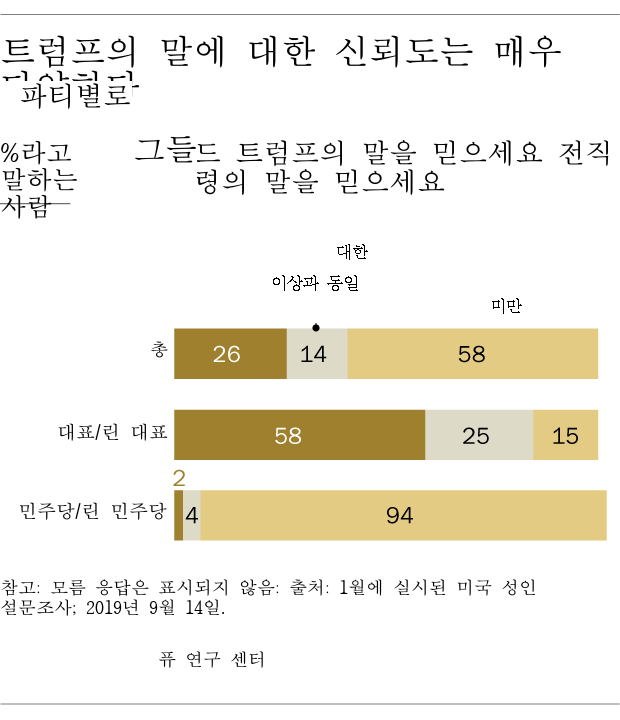 트럼프의 말에 대한 신뢰도는 매우
파티별로
%라고
말하는
사람
그들드 트럼프의 말을 믿으세요 전직
령의 말을 믿으세요
대한
이상과 동일
미만
총 26 14 58
대표/린 대표 58 25 15
2
민주당/린 민주당 4 94
참고: 모름 응답은 표시되지 않음: 출처: 1월에 실시된 미국 성인
설문조사; 2019년 9월 14일.
퓨 연구 센터